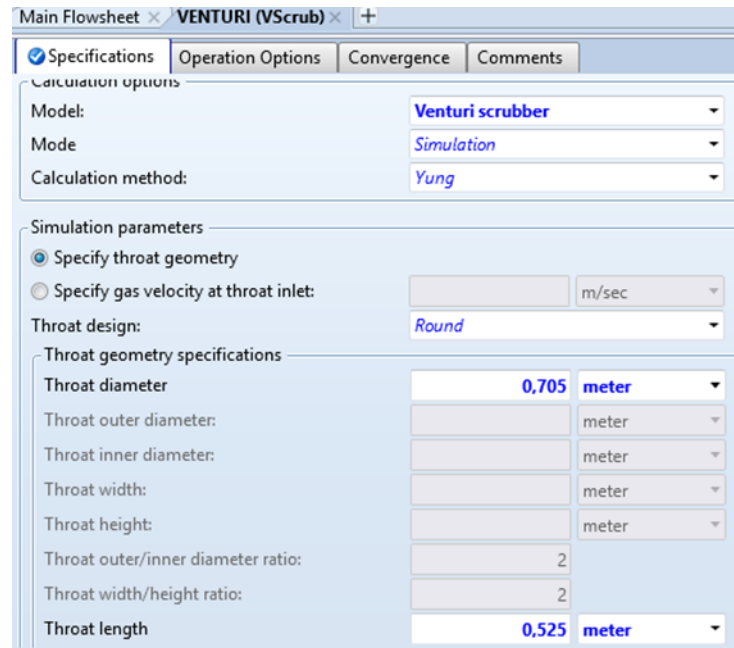 Main Flowsheet VENTURI (VScrub) +
Specifications Operation Options Convergence Comments
Calculation options
Model: Venturi scrubber
Mode Simulation
Calculation method: Yung
Simulation parameters
Specify throat geometry
Specify gas velocity at throat inlet: m/sec
Throat design: Round
Throat geometry specifications
Throat diameter 0,705 meter
Throat outer diameter: meter
Throat inner diameter: meter
Throat width: meter
Throat height: meter
Throat outer/inner diameter ratio: 2
Throat width/height ratio: 2
Throat length 0,525 meter